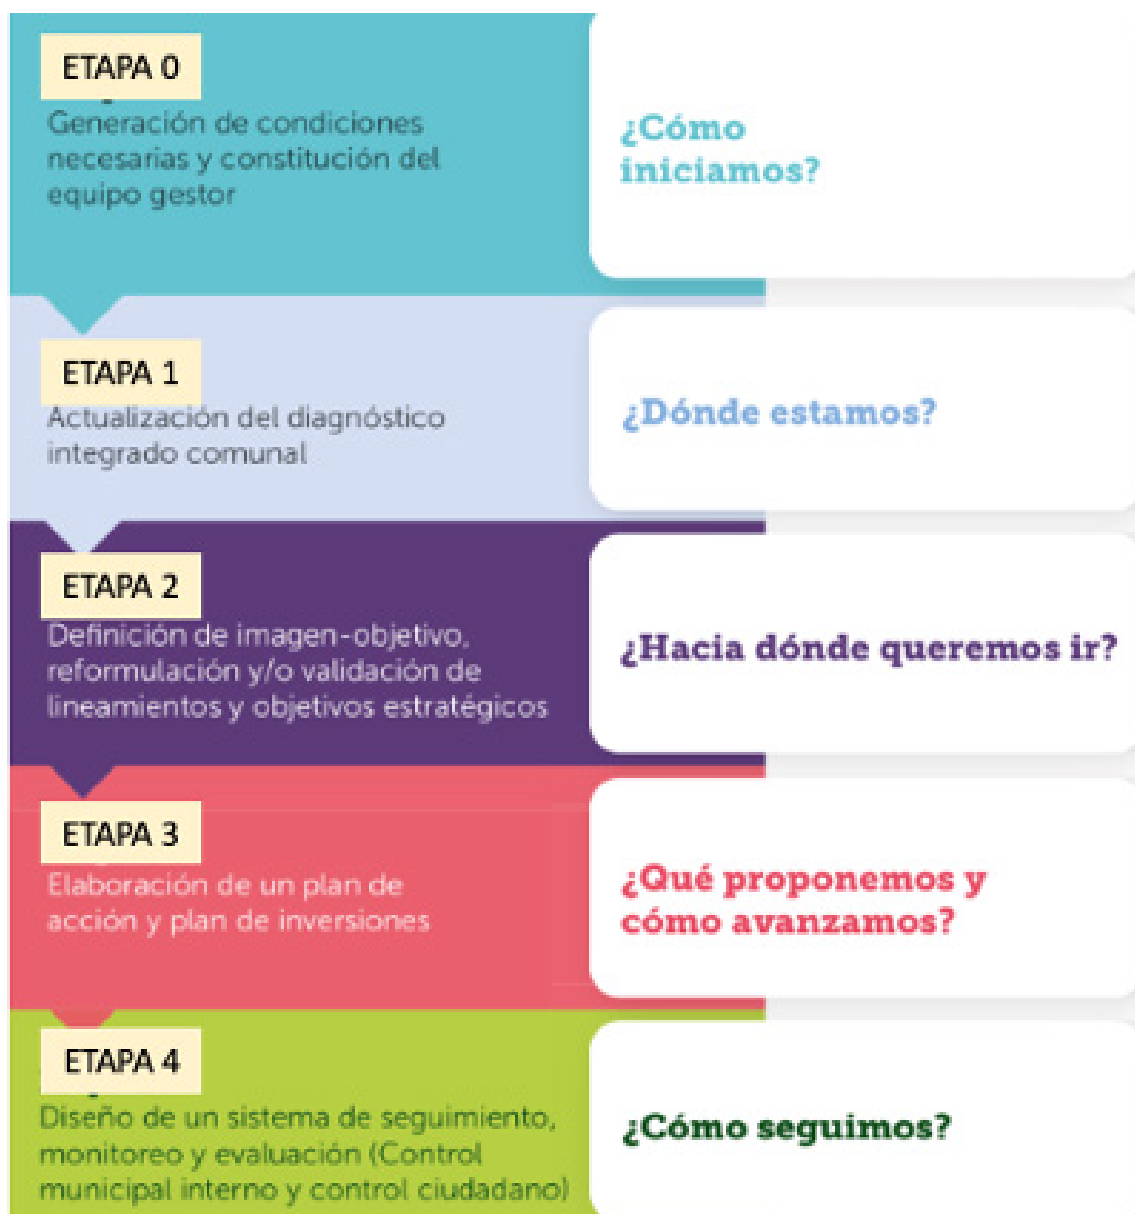 ETAPA 0
Generación de condiciones
necesarias y constitución del
equipo gestor
¿Cómo
iniciamos?
ETAPA 1
Actualización del diagnóstico
integrado comunal
¿Dónde estamos?
ETAPA 2
Definición de imagen-objetivo,
reformulación y/o validación de
lineamientos y objetivos estratégicos
¿Hacia dónde queremos ir?
ETAPA 3
Elaboración de un plan de
acción y plan de inversiones
¿Qué proponemos y
cómo avanzamos?
ETAPA 4
Diseño de un sistema de seguimiento,
monitoreo y evaluación (Control
municipal interno y control ciudadano)
¿Cómo seguimos?